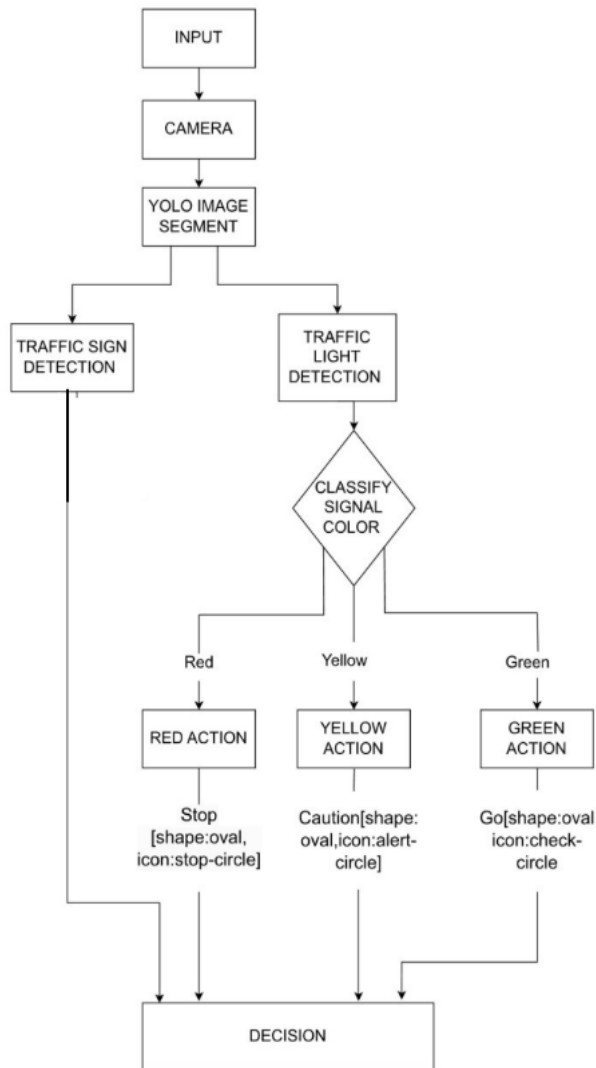 INPUT
CAMERA
YOLO IMAGE
SEGMENT
TRAFFIC SIGN
DETECTION
TRAFFIC
LIGHT
DETECTION
CLASSIFY
SIGNAL
COLOR
Red
Yellow
Green
RED ACTION
YELLOW
ACTION
GREEN
ACTION
Stop
[shape:oval,
icon:stop-circle]
Caution[shape:
oval,icon:alert-
circle]
Go[shape:oval
icon:check-
circle
DECISION